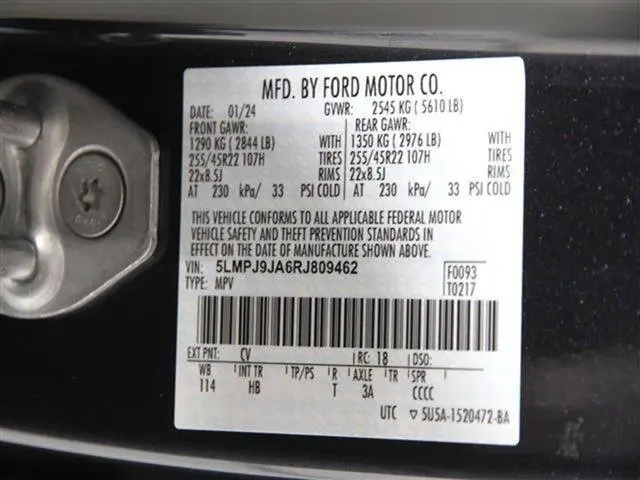 MFD. BY FORD MOTOR CO.
DATE: 01/24 GVWR: 2545 KG ( 5610 LB)
FRONT GAWR: REAR GAWR:
1290 KG ( 2844 LB) WITH 1350 KG ( 2976 LB) WITH
255/45R22 107H TIRES 255/45R22 107H TIRES
22x8.5J RIMS 22x8.5J RIMS
AT 230 kPa/ 33 PSI COLD AT 230 kPa/ 33 PSI COLD
THIS VEHICLE CONFORMS TO ALL APPLICABLE FEDERAL MOTOR
VEHICLE SAFETY AND THEFT PREVENTION STANDARDS IN
EFFECT ON THE DATE OF MANUFACTURE SHOWN ABOVE.
VIN: 5LMPJ9JA6RJ809462 F0093
TYPE: MPV T0217
EXT PNT: CV RC: 18 DSO:
WB INT TR TP/PS R AXLE TR SPR
114 HB T 3A CCCC
UTC ▽ 5U5A-1520472-BA